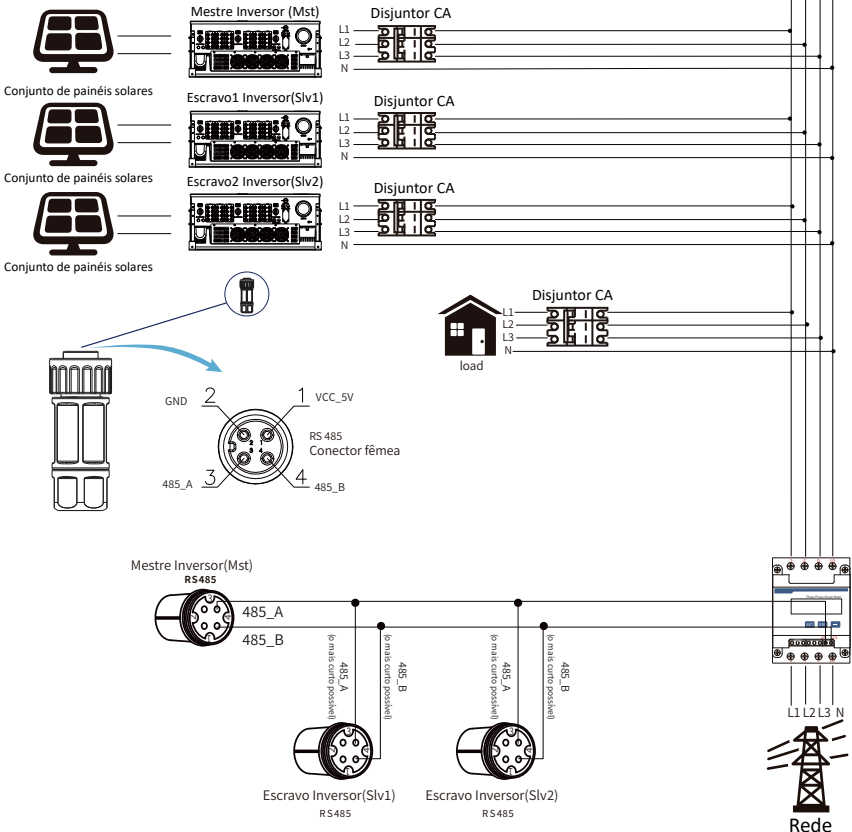 Mestre Inversor (Mst)
Disjuntor CA
L1
L2
L3
N
Conjunto de painéis solares
Escravo1 Inversor(Slv1)
Disjuntor CA
L1
L2
L3
N
Conjunto de painéis solares
Escravo2 Inversor(Slv2)
Disjuntor CA
L1
L2
L3
N
Conjunto de painéis solares
Disjuntor CA
L1
L2
L3
N
load
GND
2
1
VCC_5V
2 1
3 4
RS 485
Conector fêmea
485_A
3
4
485_B
Mestre Inversor(Mst)
RS485
485_A
485_B
485_A
(o mais curto possível)
485_B
(o mais curto possível)
485_A
(o mais curto possível)
485_B
(o mais curto possível)
Escravo Inversor(Slv1)
RS485
Escravo Inversor(Slv2)
RS485
L1 L2 L3 N
Rede